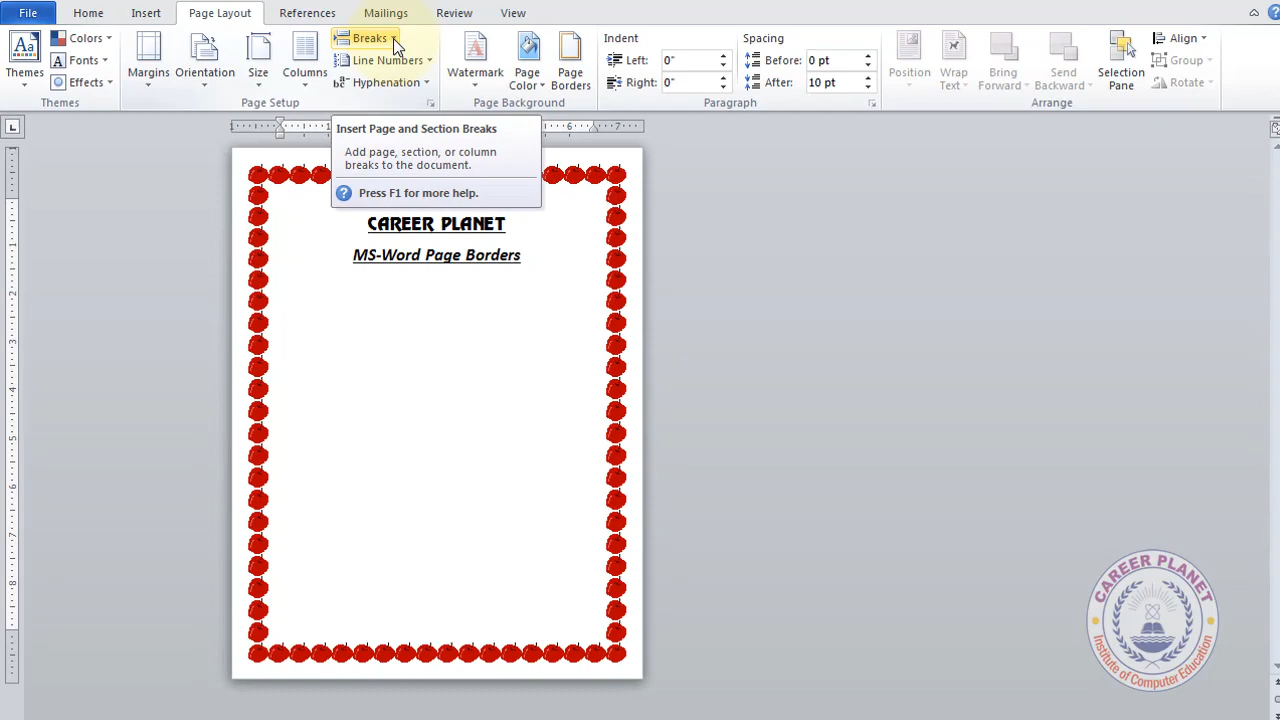 File Home Insert Page Layout References Mailings Review View
Colors Breaks Indent Spacing Align
Fonts Line Numbers Left: 0" Before: 0 pt Group
Themes Effects Margins Orientation Size Columns Hyphenation Watermark Page Color Page Borders Right: 0" After: 10 pt Position Wrap Text Bring Forward Send Backward Selection Pane Rotate
Themes Page Setup Page Background Paragraph Arrange
Insert Page and Section Breaks
Add page, section, or column
breaks to the document.
Press F1 for more help.
CAREER PLANET
MS-Word Page Borders
CAREER PLANET
Institute of Computer Education